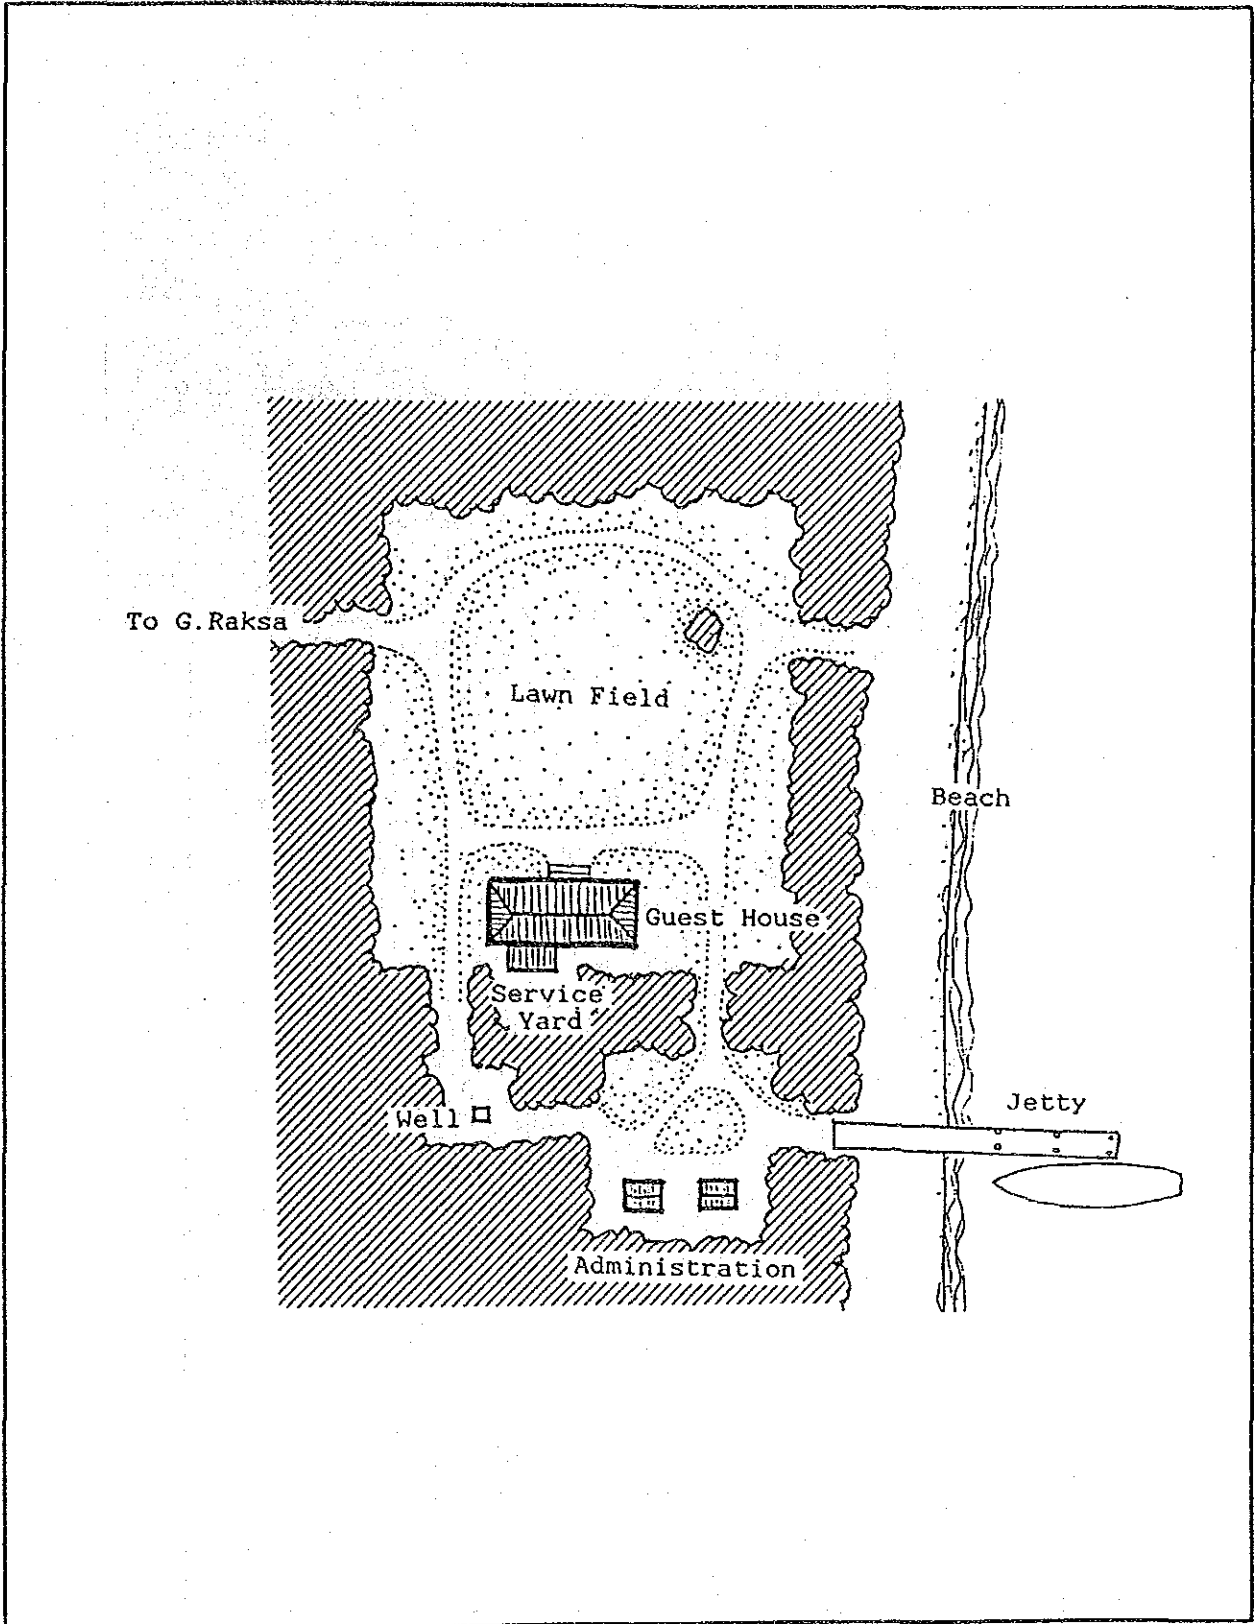 To G.Raksa
Lawn Field
Beach
Guest House
Service
Yard
Jetty
Well
Administration